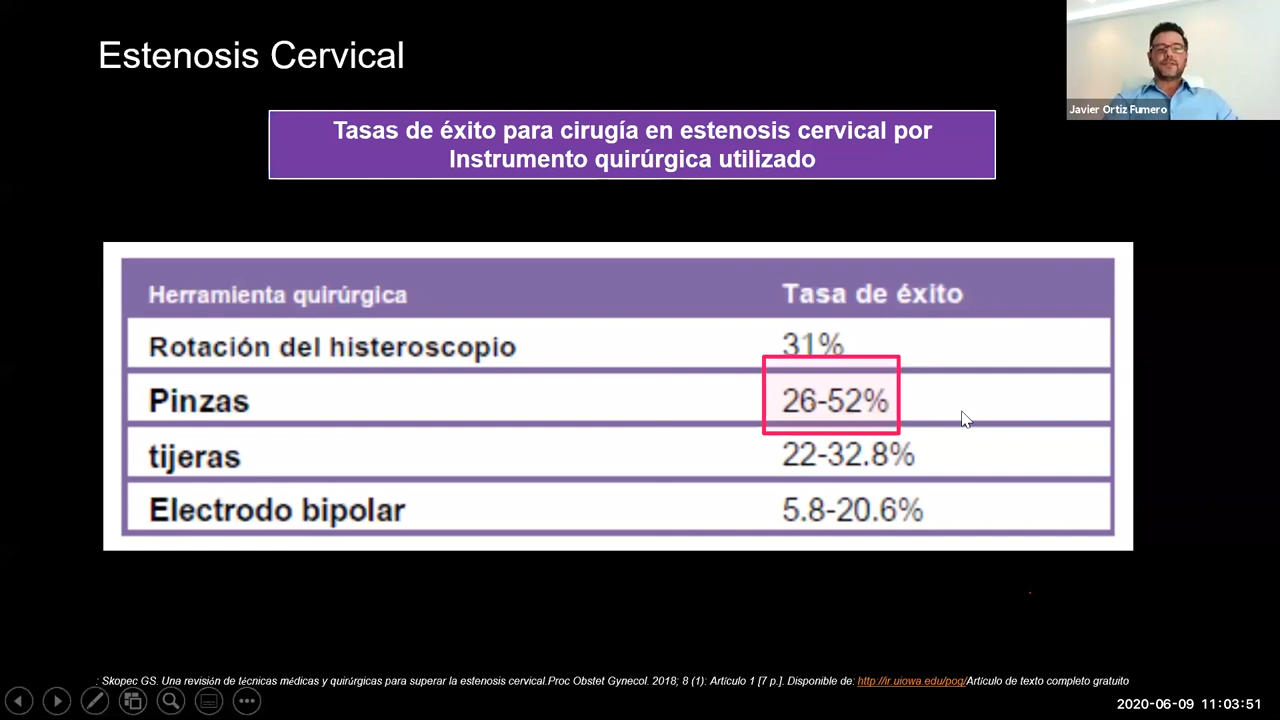 Estenosis Cervical
Javier Ortiz Fumero
Tasas de éxito para cirugía en estenosis cervical por
Instrumento quirúrgica utilizado
Herramienta quirúrgica Tasa de éxito
Rotación del histeroscopio 31%
Pinzas 26-52%
tijeras 22-32.8%
Electrodo bipolar 5.8-20.6%
: Skopec GS. Una revisión de técnicas médicas y quirúrgicas para superar la estenosis cervical.Proc Obstet Gynecol. 2018; 8 (1): Artículo 1 [7 p.]. Disponible de: http://ir.uiowa.edu/pog/Artículo de texto completo gratuito
2020-06-09 11:03:51